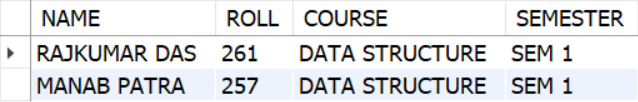 NAME ROLL COURSE SEMESTER
RAJKUMAR DAS 261 DATA STRUCTURE SEM 1
MANAB PATRA 257 DATA STRUCTURE SEM 1